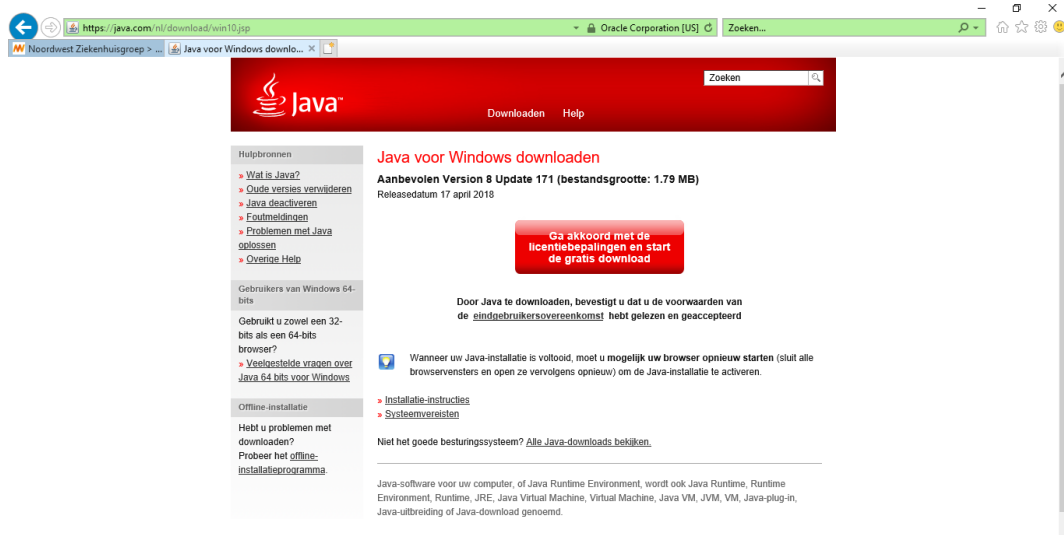 https://java.com/nl/download/win10.jsp
Oracle Corporation [US]
Zoeken...
Noordwest Ziekenhuisgroep > ...
Java voor Windows downlo...
Java™
Zoeken
Downloaden Help
Hulpbronnen
» Wat is Java?
» Oude versies verwijderen
» Java deactiveren
» Foutmeldingen
» Problemen met Java
oplossen
» Overige Help
Gebruikers van Windows 64-
bits
Gebruikt u zowel een 32-
bits als een 64-bits
browser?
» Veelgestelde vragen over
Java 64 bits voor Windows
Offline-installatie
Hebt u problemen met
downloaden?
Probeer het offline-
installatieprogramma.
Java voor Windows downloaden
Aanbevolen Version 8 Update 171 (bestandsgrootte: 1.79 MB)
Releasedatum 17 april 2018
Ga akkoord met de
licentiebepalingen en start
de gratis download
Door Java te downloaden, bevestigt u dat u de voorwaarden van
de eindgebruikersovereenkomst hebt gelezen en geaccepteerd
Wanneer uw Java-installatie is voltooid, moet u mogelijk uw browser opnieuw starten (sluit alle
browservensters en open ze vervolgens opnieuw) om de Java-installatie te activeren.
» Installatie-instructies
» Systeemvereisten
Niet het goede besturingssysteem? Alle Java-downloads bekijken.
Java-software voor uw computer, of Java Runtime Environment, wordt ook Java Runtime, Runtime
Environment, Runtime, JRE, Java Virtual Machine, Virtual Machine, Java VM, JVM, VM, Java-plug-in,
Java-uitbreiding of Java-download genoemd.